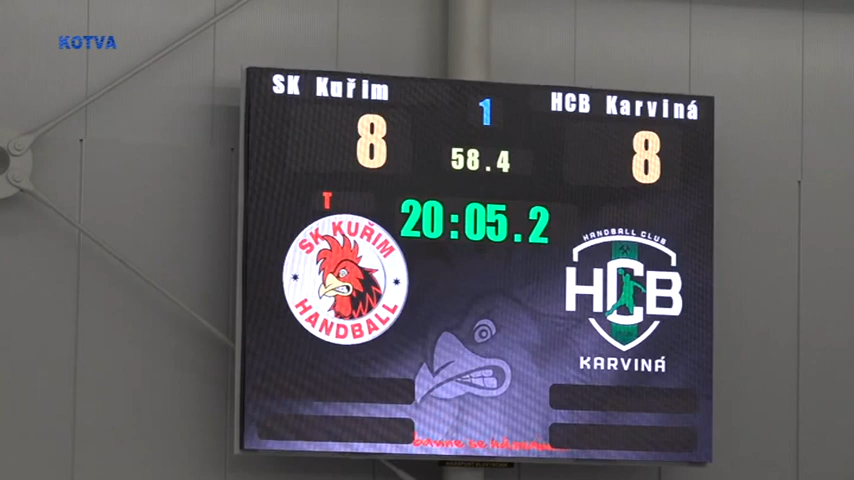 KOTVA
SK Kuřim
1
HCB Karviná
8
58.4
8
T
20:05.2
SK KUŘIM
HANDBALL
HANDBALL CLUB
HCB
KARVINÁ